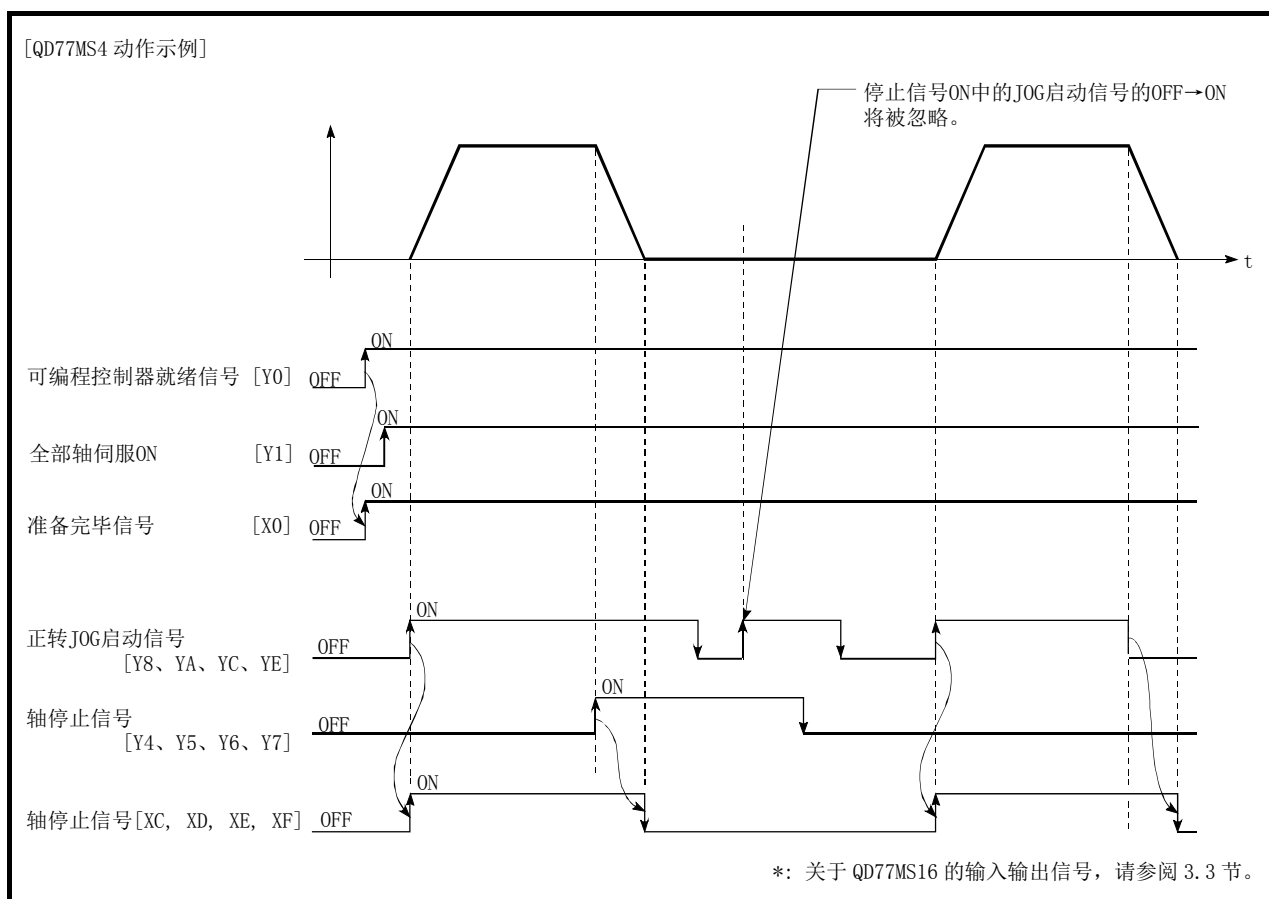 [QD77MS4 动作示例]
停止信号ON中的JOG启动信号的OFF→ON
将被忽略。
t
ON
可编程控制器就绪信号 [Y0] OFF
ON
全部轴伺服ON [Y1] OFF
ON
准备完毕信号 [X0] OFF
ON
正转JOG启动信号 OFF
[Y8、YA、YC、YE]
ON
轴停止信号 OFF
[Y4、Y5、Y6、Y7]
ON
轴停止信号[XC, XD, XE, XF] OFF
*: 关于 QD77MS16 的输入输出信号，请参阅 3.3 节。